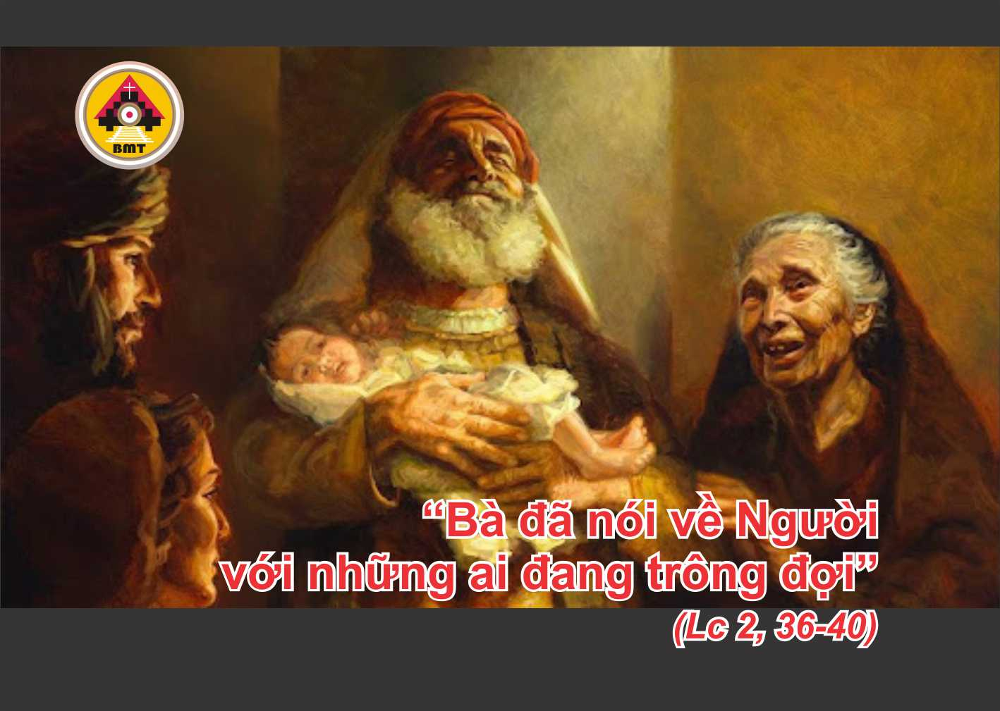 BMT
“Bà đã nói về Người
với những ai đang trông đợi”
(Lc 2, 36-40)